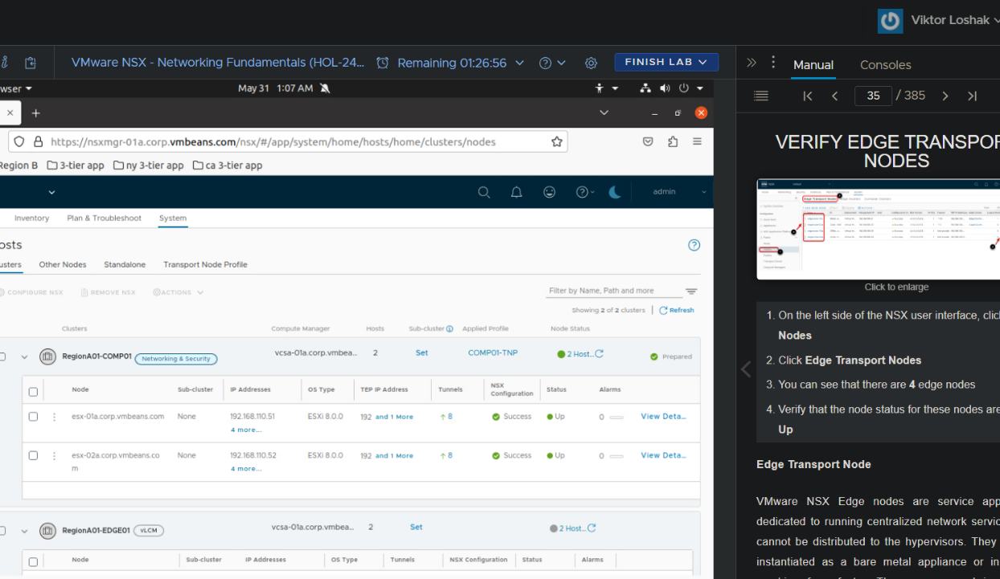 Viktor Loshak
VMware NSX - Networking Fundamentals (HOL-24... Remaining 01:26:56 FINISH LAB
Manual Consoles
wser May 31 1:07 AM
35 / 385
https://nsxmgr-01a.corp.vmbeans.com/nsx/#/app/system/home/hosts/home/clusters/nodes
Region B 3-tier app ny 3-tier app ca 3-tier app
admin
Inventory Plan & Troubleshoot System
osts
usters Other Nodes Standalone Transport Node Profile
CONFIGURE NSX REMOVE NSX ACTIONS
Filter by Name, Path and more
Showing 2 of 2 clusters | Refresh
Clusters Compute Manager Hosts Sub-cluster Applied Profile Node Status
RegionA01-COMP01 Networking & Security vcsa-01a.corp.vmbea... 2 Set COMP01-TNP 2 Host... Prepared
Node Sub-cluster IP Addresses OS Type TEP IP Address Tunnels NSX Configuration Status Alarms
esx-01a.corp.vmbeans.com None 192.168.110.51 ESXi 8.0.0 192 and 1 More 8 Success Up 0 View Deta...
4 more...
esx-02a.corp.vmbeans.co None 192.168.110.52 ESXi 8.0.0 192 and 1 More 8 Success Up 0 View Deta...
m 4 more...
RegionA01-EDGE01 vLCM vcsa-01a.corp.vmbea... 2 Set 2 Host...
Node Sub-cluster IP Addresses OS Type Tunnels NSX Configuration Status Alarms
VERIFY EDGE TRANSPOR
NODES
Click to enlarge
1. On the left side of the NSX user interface, clic
Nodes
2. Click Edge Transport Nodes
3. You can see that there are 4 edge nodes
4. Verify that the node status for these nodes are
Up
Edge Transport Node
VMware NSX Edge nodes are service app
dedicated to running centralized network servic
cannot be distributed to the hypervisors. They
instantiated as a bare metal appliance or in